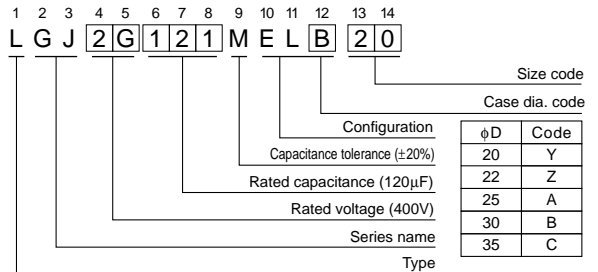 1 2 3 4 5 6 7 8 9 10 11 12 13 14
L G J 2 G 1 2 1 M E L B 2 0
Size code
Case dia. code
Configuration
Capacitance tolerance (±20%)
Rated capacitance (120μF)
Rated voltage (400V)
Series name
Type
ϕD Code
20 Y
22 Z
25 A
30 B
35 C